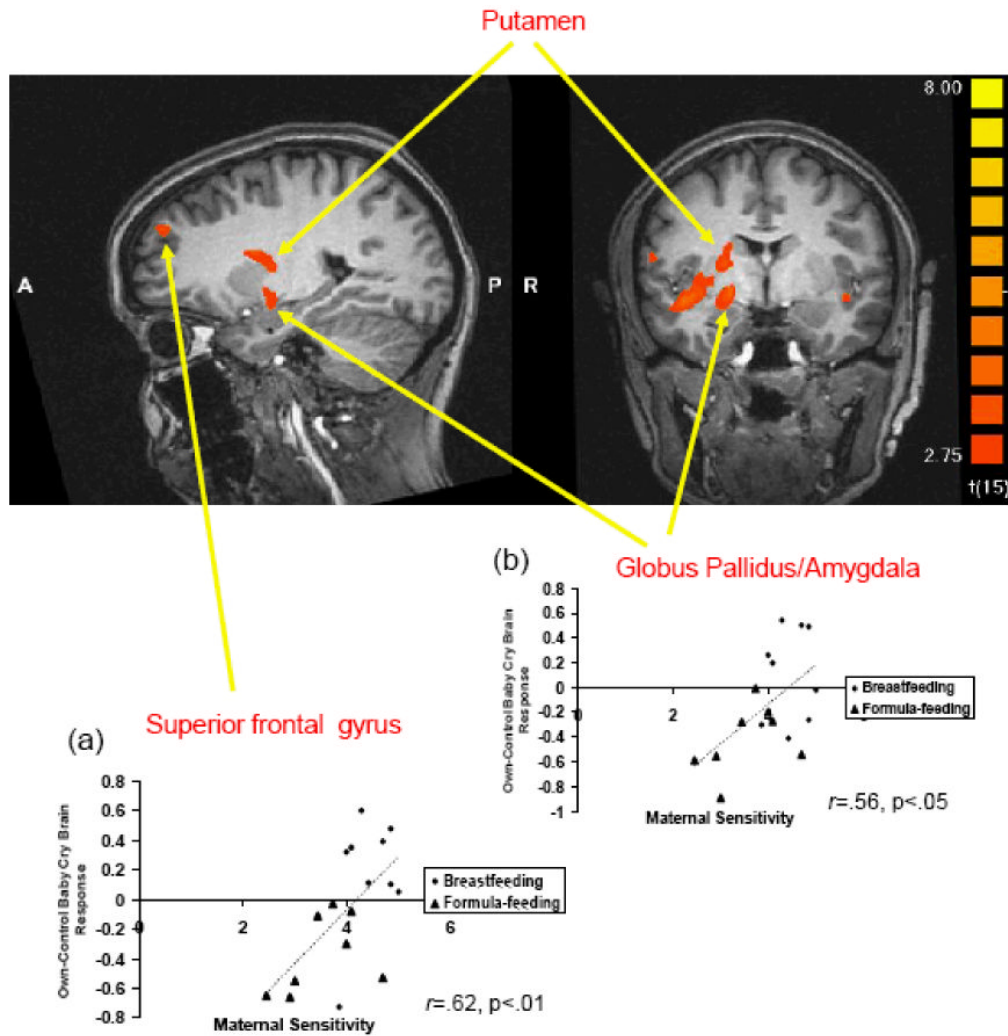 Putamen
8.00
A
P
R
2.75
t(15)
(b)
Globus Pallidus/Amygdala
Own-Control Baby Cry Brain
Response
0.8
0.6
0.4
0.2
0
-0.2
-0.4
-0.6
-0.8
-1
0
2
Breastfeeding
Formula-feeding
Maternal Sensitivity
r=.56, p<.05
(a)
Superior frontal gyrus
Own-Control Baby Cry Brain
Response
0.8
0.6
0.4
0.2
0
-0.2
-0.4
-0.6
-0.8
0
2
4
6
Breastfeeding
Formula-feeding
Maternal Sensitivity
r=.62, p<.01